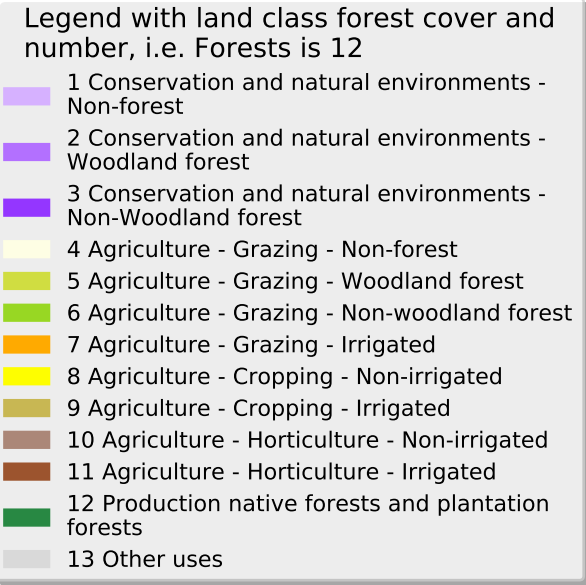 Legend with land class forest cover and
number, i.e. Forests is 12
1 Conservation and natural environments -
Non-forest
2 Conservation and natural environments -
Woodland forest
3 Conservation and natural environments -
Non-Woodland forest
4 Agriculture - Grazing - Non-forest
5 Agriculture - Grazing - Woodland forest
6 Agriculture - Grazing - Non-woodland forest
7 Agriculture - Grazing - Irrigated
8 Agriculture - Cropping - Non-irrigated
9 Agriculture - Cropping - Irrigated
10 Agriculture - Horticulture - Non-irrigated
11 Agriculture - Horticulture - Irrigated
12 Production native forests and plantation
forests
13 Other uses